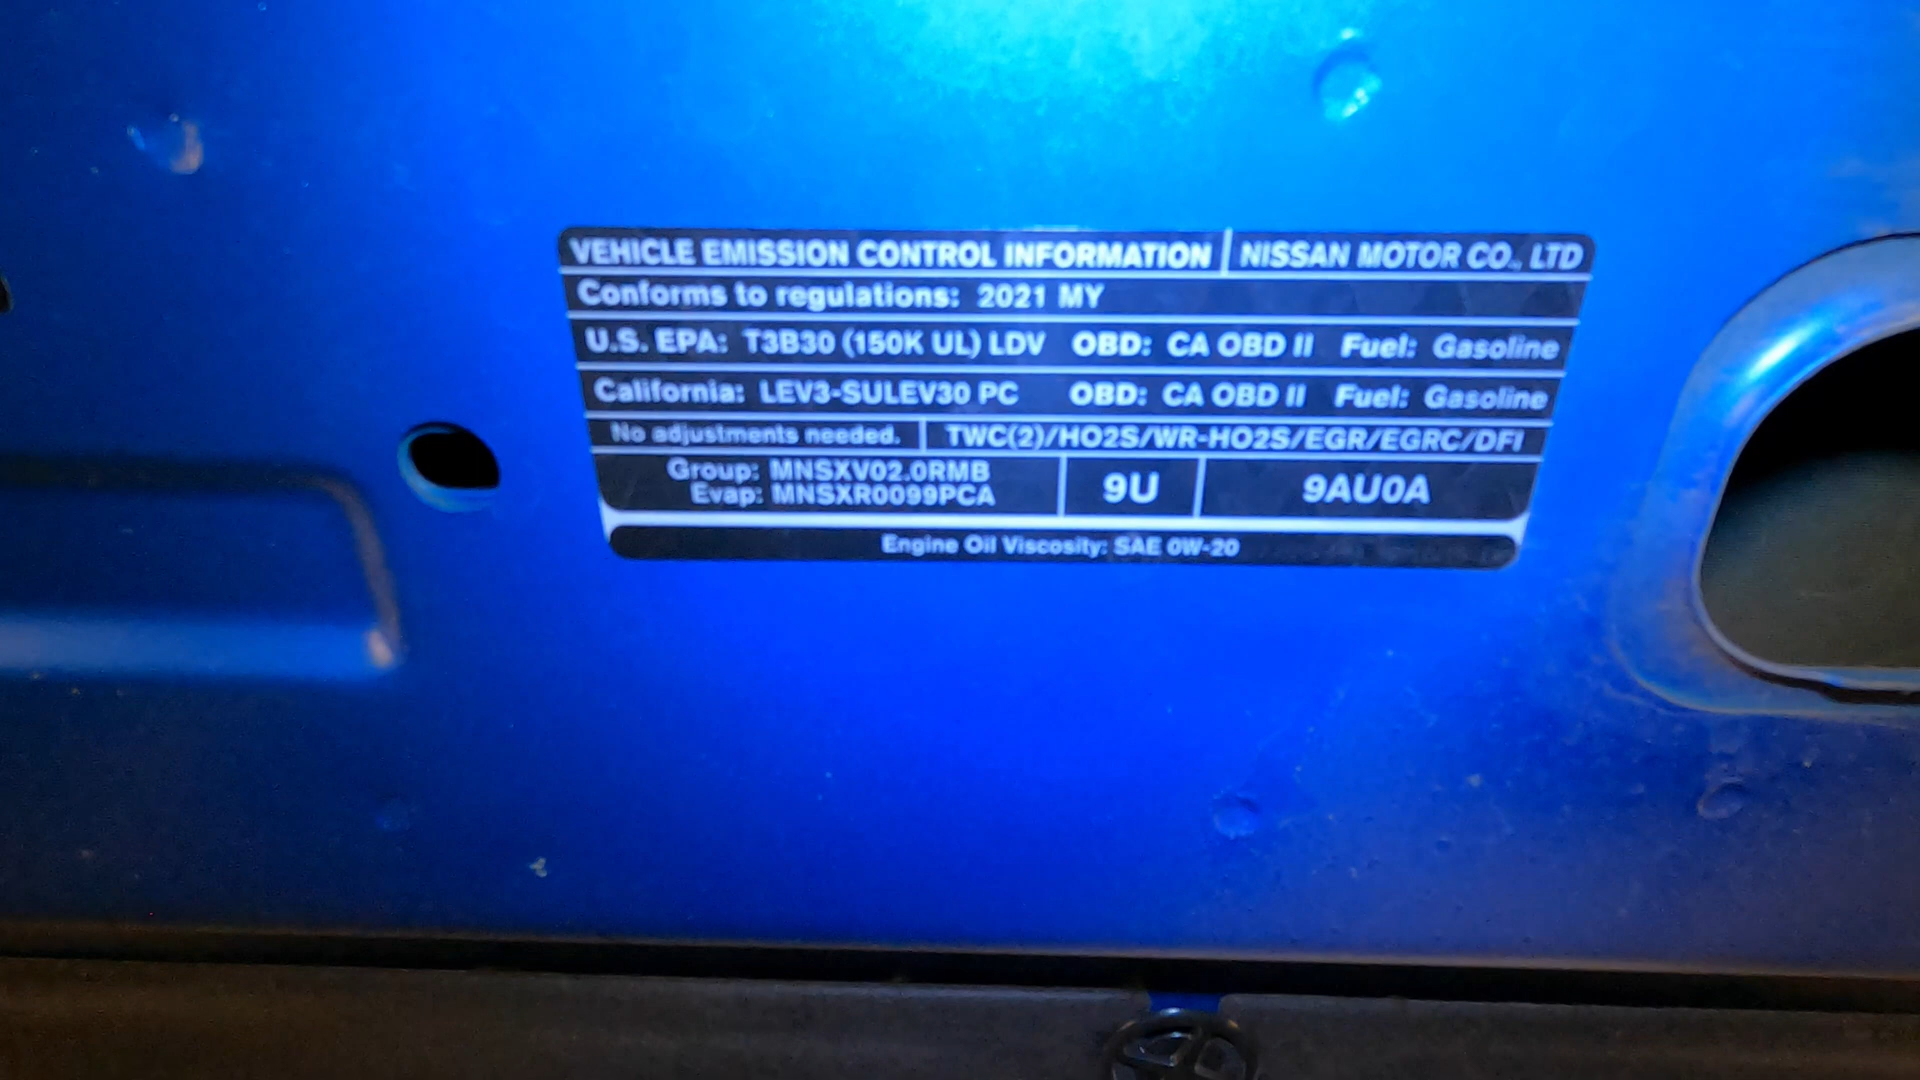 VEHICLE EMISSION CONTROL INFORMATION NISSAN MOTOR CO., LTD
Conforms to regulations: 2021 MY
U.S. EPA: T3B30 (150K UL) LDV OBD: CA OBD II Fuel: Gasoline
California: LEV3-SULEV30 PC OBD: CA OBD II Fuel: Gasoline
No adjustments needed. TWC(2)/HO2S/WR-HO2S/EGR/EGRC/DFI
Group: MNSXV02.0RMB
Evap: MNSXR0099PCA
9U
9AU0A
Engine Oil Viscosity: SAE 0W-20